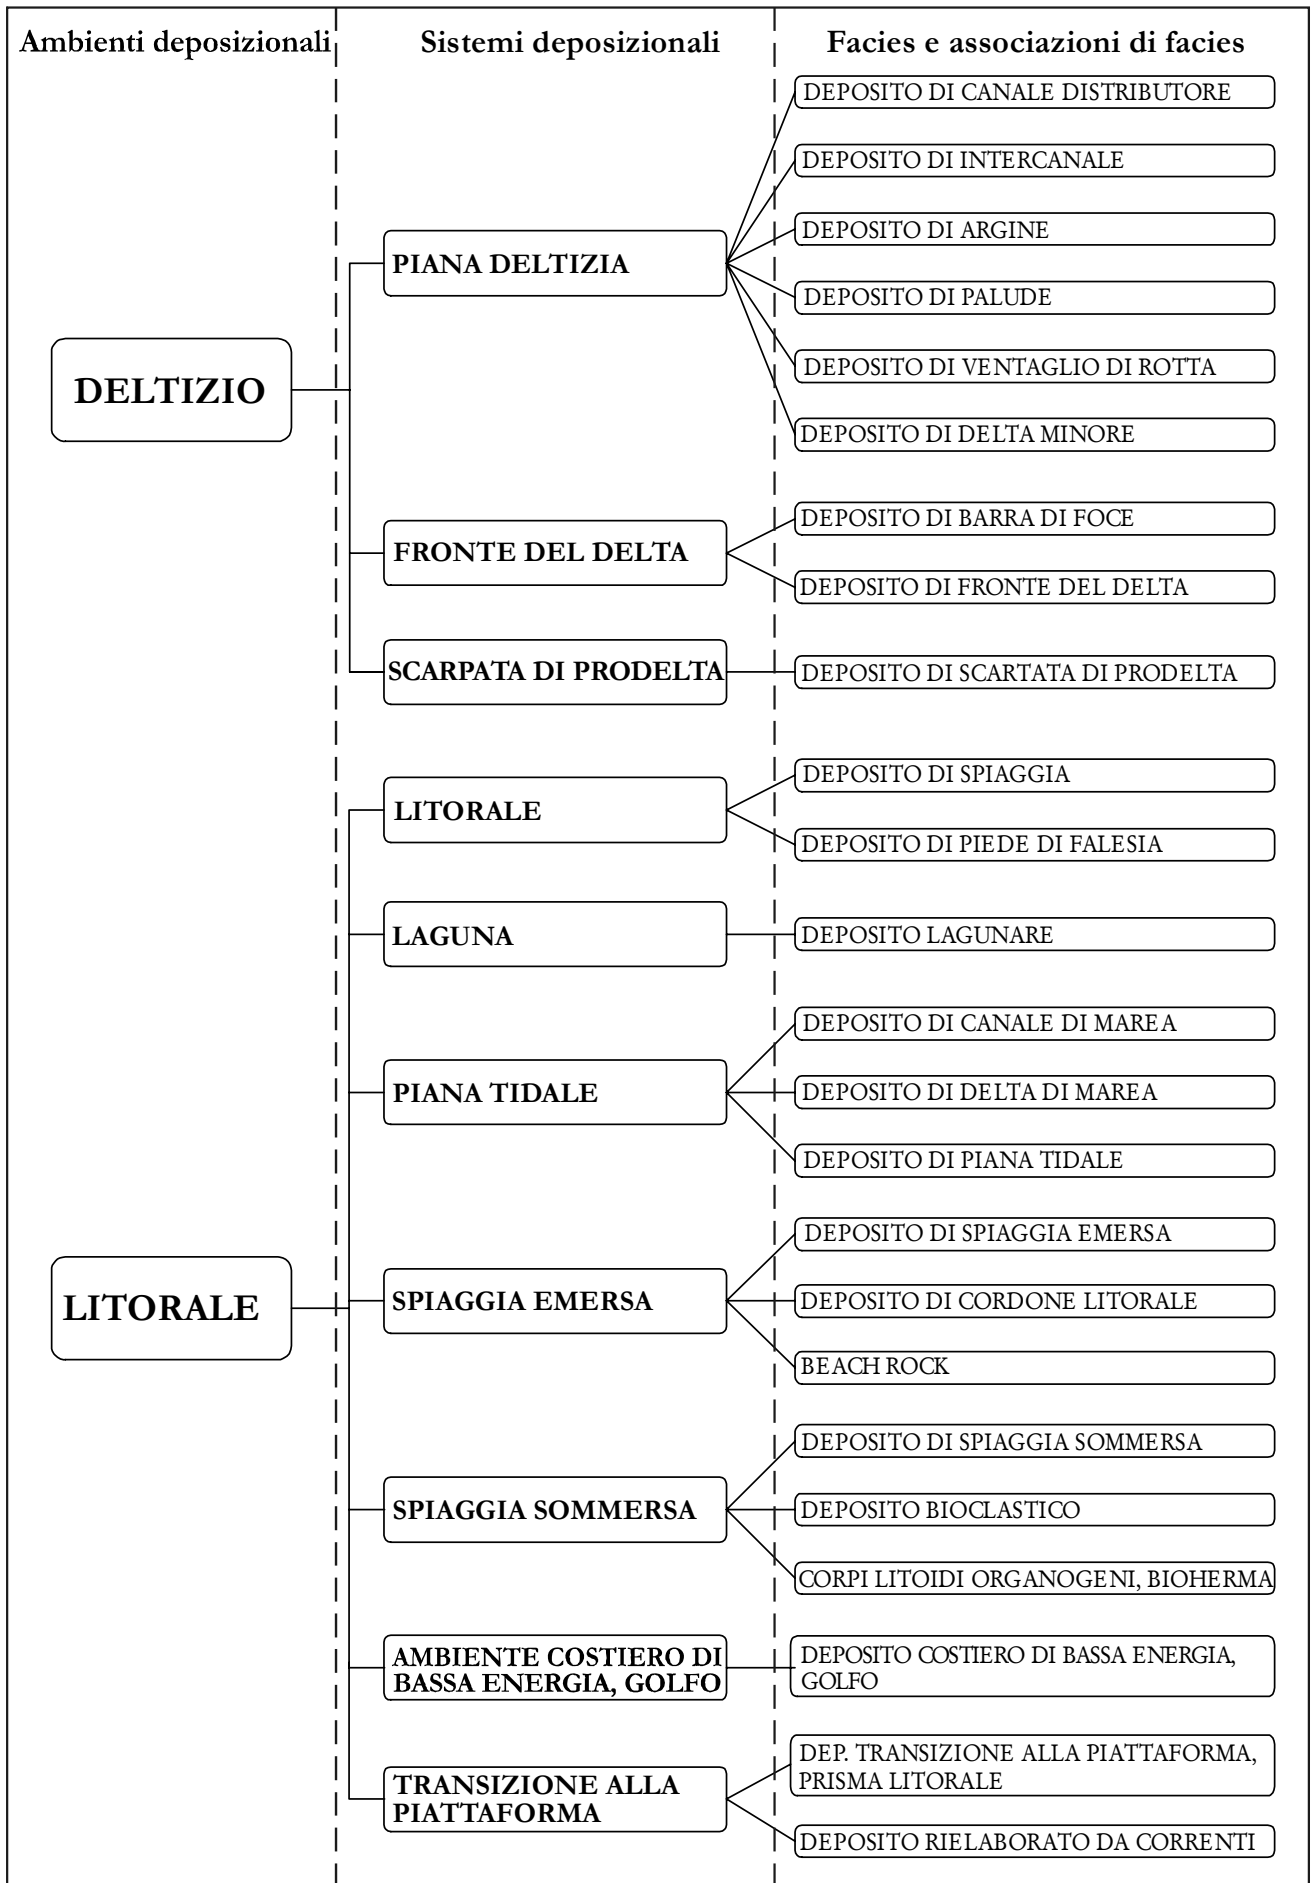 Ambienti deposizionali
Sistemi deposizionali
Facies e associazioni di facies
DELTIZIO
PIANA DELTIZIA
DEPOSITO DI CANALE DISTRIBUTORE
DEPOSITO DI INTERCANALE
DEPOSITO DI ARGINE
DEPOSITO DI PALUDE
DEPOSITO DI VENTAGLIO DI ROTTA
DEPOSITO DI DELTA MINORE
FRONTE DEL DELTA
DEPOSITO DI BARRA DI FOCE
DEPOSITO DI FRONTE DEL DELTA
SCARPATA DI PRODELTA
DEPOSITO DI SCARTATA DI PRODELTA
LITORALE
LITORALE
DEPOSITO DI SPIAGGIA
DEPOSITO DI PIEDE DI FALESIA
LAGUNA
DEPOSITO LAGUNARE
PIANA TIDALE
DEPOSITO DI CANALE DI MAREA
DEPOSITO DI DELTA DI MAREA
DEPOSITO DI PIANA TIDALE
SPIAGGIA EMERSA
DEPOSITO DI SPIAGGIA EMERSA
DEPOSITO DI CORDONE LITORALE
BEACH ROCK
SPIAGGIA SOMMERSA
DEPOSITO DI SPIAGGIA SOMMERSA
DEPOSITO BIOCLASTICO
CORPI LITOIDI ORGANOGENI, BIOHERMA
AMBIENTE COSTIERO DI
BASSA ENERGIA, GOLFO
DEPOSITO COSTIERO DI BASSA ENERGIA,
GOLFO
TRANSIZIONE ALLA
PIATTAFORMA
DEP. TRANSIZIONE ALLA PIATTAFORMA,
PRISMA LITORALE
DEPOSITO RIELABORATO DA CORRENTI